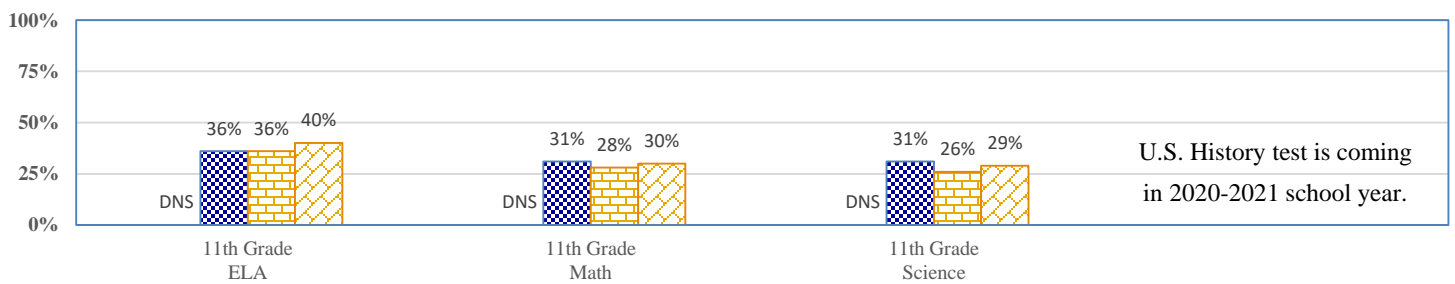 100%
75%
50%
25%
0%
DNS
36%
36%
40%
DNS
31%
28%
30%
DNS
31%
26%
29%
U.S. History test is coming
in 2020-2021 school year.
11th Grade
ELA
11th Grade
Math
11th Grade
Science